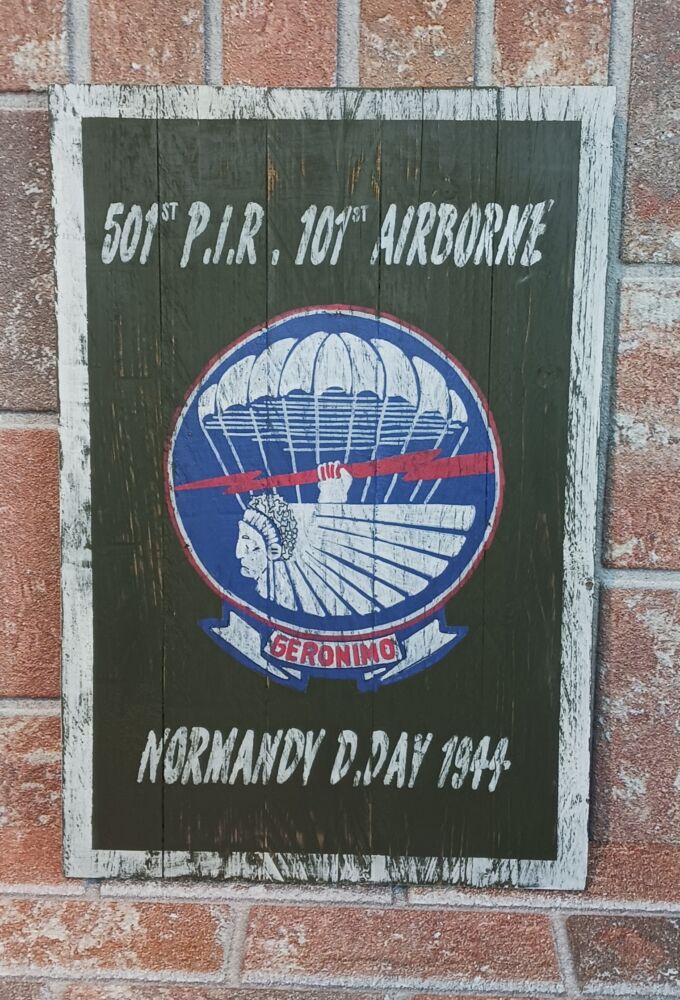 501ST P.I.R. 101ST AIRBORNE
GERONIMO
NORMANDY D.DAY 1944